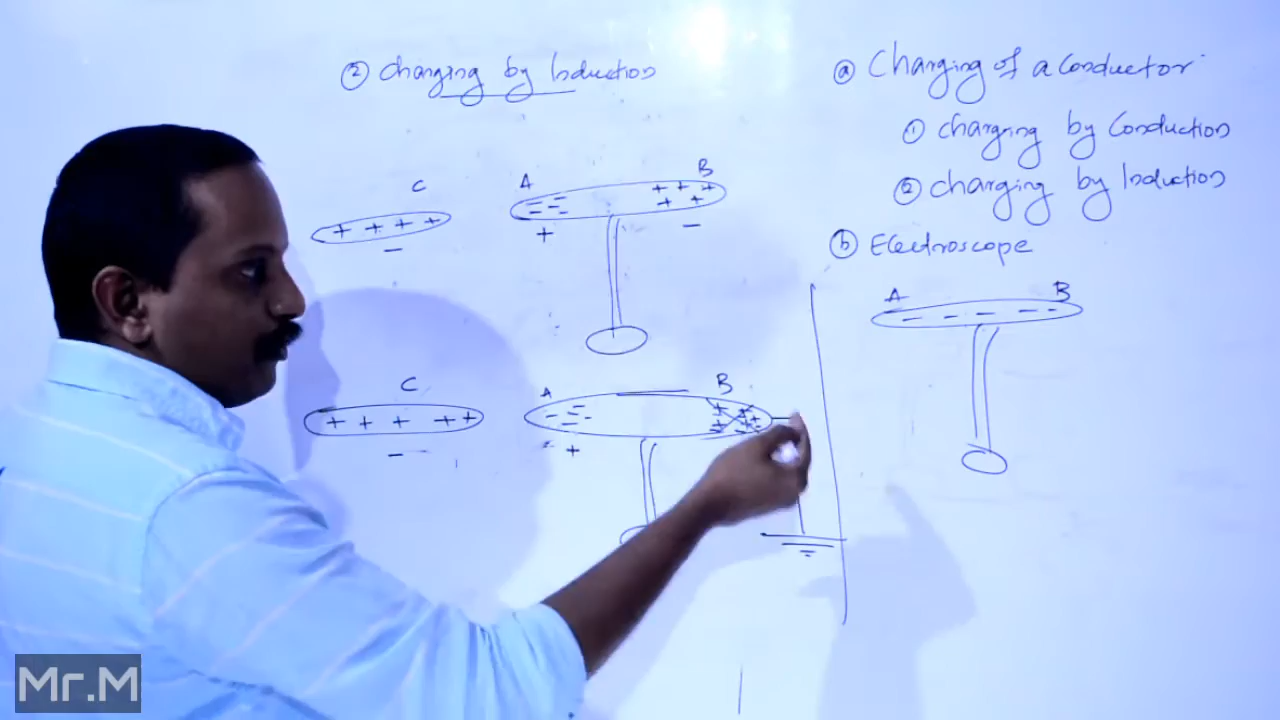 ② Charging by Induction
C
+ + + +
−
A
B
− − − − −
+ + + + +
+
−
C
+ + + + +
−
A
B
+
ⓐ Charging of a Conductor
① Charging by Conduction
② Charging by Induction
ⓑ Electroscope
A
B
− − − − −
Mr.M